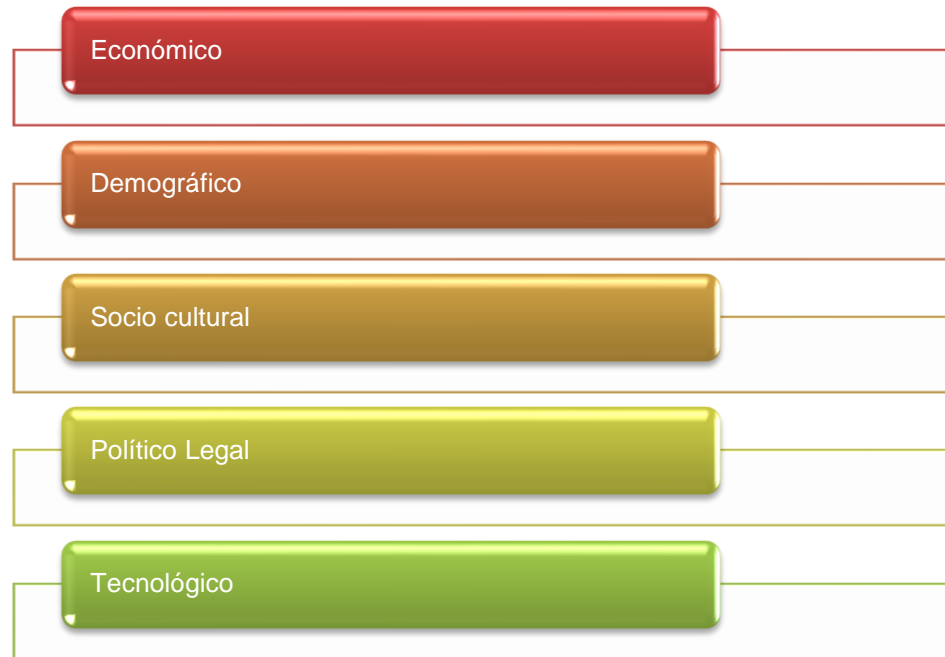 Económico
Demográfico
Socio cultural
Político Legal
Tecnológico